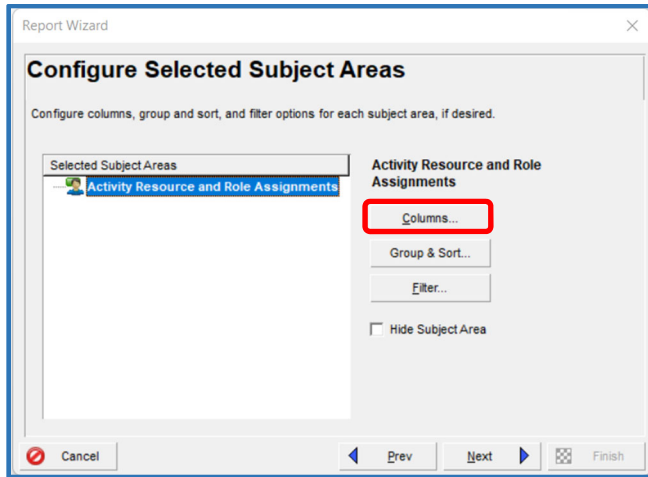 Report Wizard
Configure Selected Subject Areas
Configure columns, group and sort, and filter options for each subject area, if desired.
Selected Subject Areas
Activity Resource and Role Assignments
Activity Resource and Role
Assignments
Columns...
Group & Sort...
Filter...
Hide Subject Area
Cancel
Prev
Next
Finish